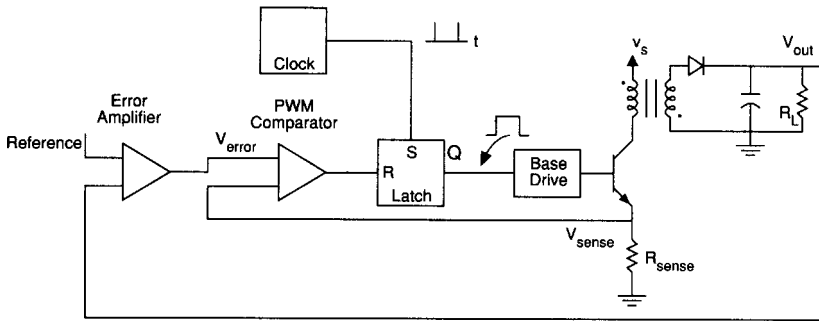 Clock
t
v_s
V_out
Error
Amplifier
PWM
Comparator
Reference
V_error
S
Q
R
Latch
Base
Drive
R_L
V_sense
R_sense